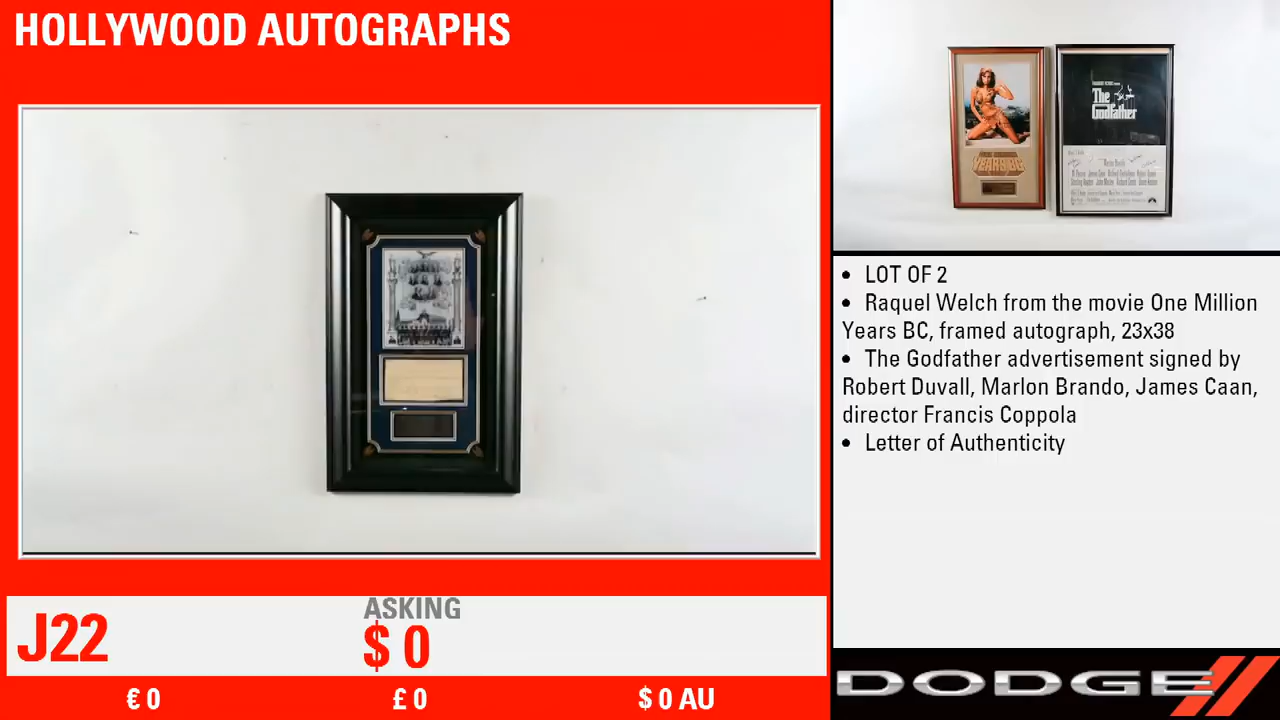 HOLLYWOOD AUTOGRAPHS
The
Godfather
YEARS BC
• LOT OF 2
• Raquel Welch from the movie One Million
Years BC, framed autograph, 23x38
• The Godfather advertisement signed by
Robert Duvall, Marlon Brando, James Caan,
director Francis Coppola
• Letter of Authenticity
J22
ASKING
$ 0
€ 0
£ 0
$ 0 AU
DODGE